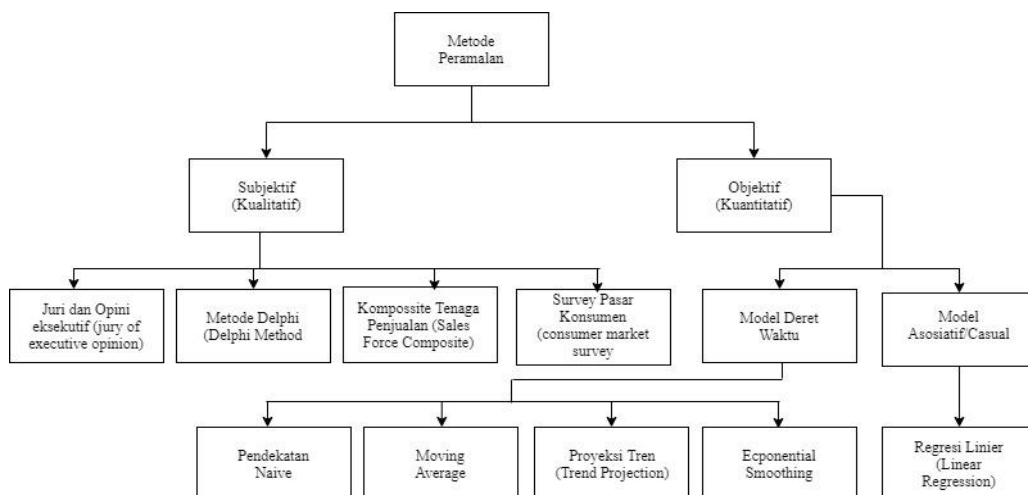 Metode
Peramalan
Subjektif
(Kualitatif)
Objektif
(Kuantitatif)
Juri dan Opini
eksekutif (jury of
executive opinion)
Metode Delphi
(Delphi Method
Kompossite Tenaga
Penjualan (Sales
Force Composite)
Survey Pasar
Konsumen
(consumer market
survey
Model Deret
Waktu
Model
Asosiatif/Casual
Pendekatan
Naive
Moving
Average
Proyeksi Tren
(Trend Projection)
Ecponential
Smoothing
Regresi Linier
(Linear
Regression)